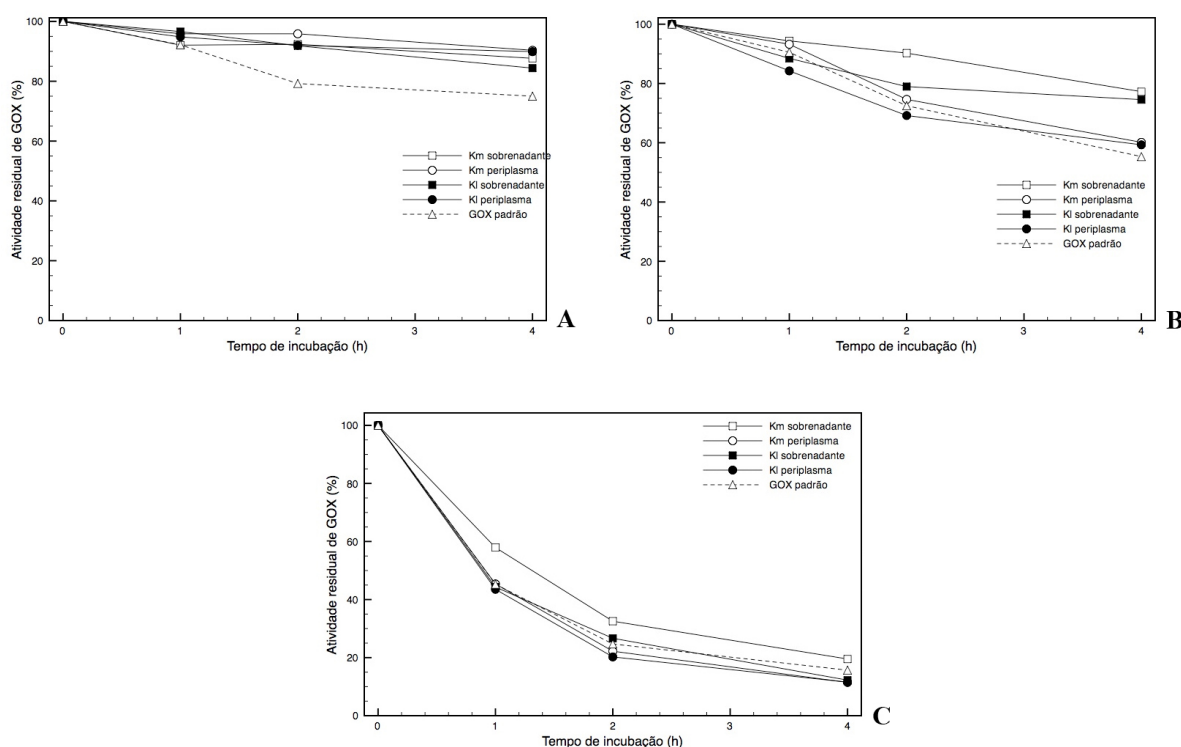 Atividade residual de GOX (%)
100
80
60
40
20
0
0 1 2 3 4
Tempo de incubação (h)
Km sobrenadante
Km periplasma
Kl sobrenadante
Kl periplasma
GOX padrão
A
Atividade residual de GOX (%)
100
80
60
40
20
0
0 1 2 3 4
Tempo de incubação (h)
Km sobrenadante
Km periplasma
Kl sobrenadante
Kl periplasma
GOX padrão
B
Atividade residual de GOX (%)
100
80
60
40
20
0
0 1 2 3 4
Tempo de incubação (h)
Km sobrenadante
Km periplasma
Kl sobrenadante
Kl periplasma
GOX padrão
C